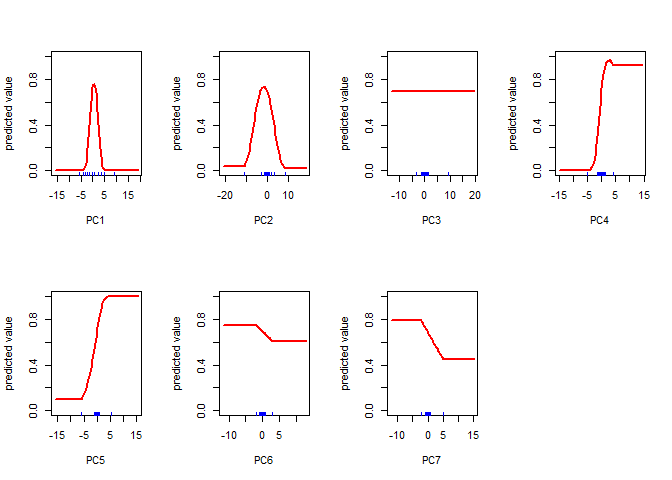 predicted value
0.0 0.4 0.8
-15 -5 5 15
PC1
predicted value
0.0 0.4 0.8
-20 0 10
PC2
predicted value
0.0 0.4 0.8
-10 0 10 20
PC3
predicted value
0.0 0.4 0.8
-15 -5 5 15
PC4
predicted value
0.0 0.4 0.8
-15 -5 5 15
PC5
predicted value
0.0 0.4 0.8
-10 0 5
PC6
predicted value
0.0 0.4 0.8
-10 0 5 15
PC7